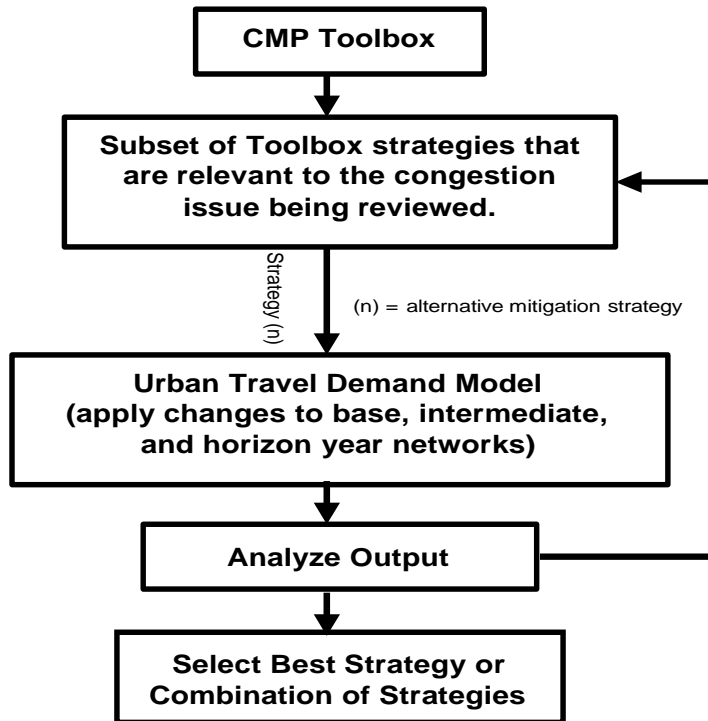 CMP Toolbox
Subset of Toolbox strategies that
are relevant to the congestion
issue being reviewed.
Strategy (n)
(n) = alternative mitigation strategy
Urban Travel Demand Model
(apply changes to base, intermediate,
and horizon year networks)
Analyze Output
Select Best Strategy or
Combination of Strategies